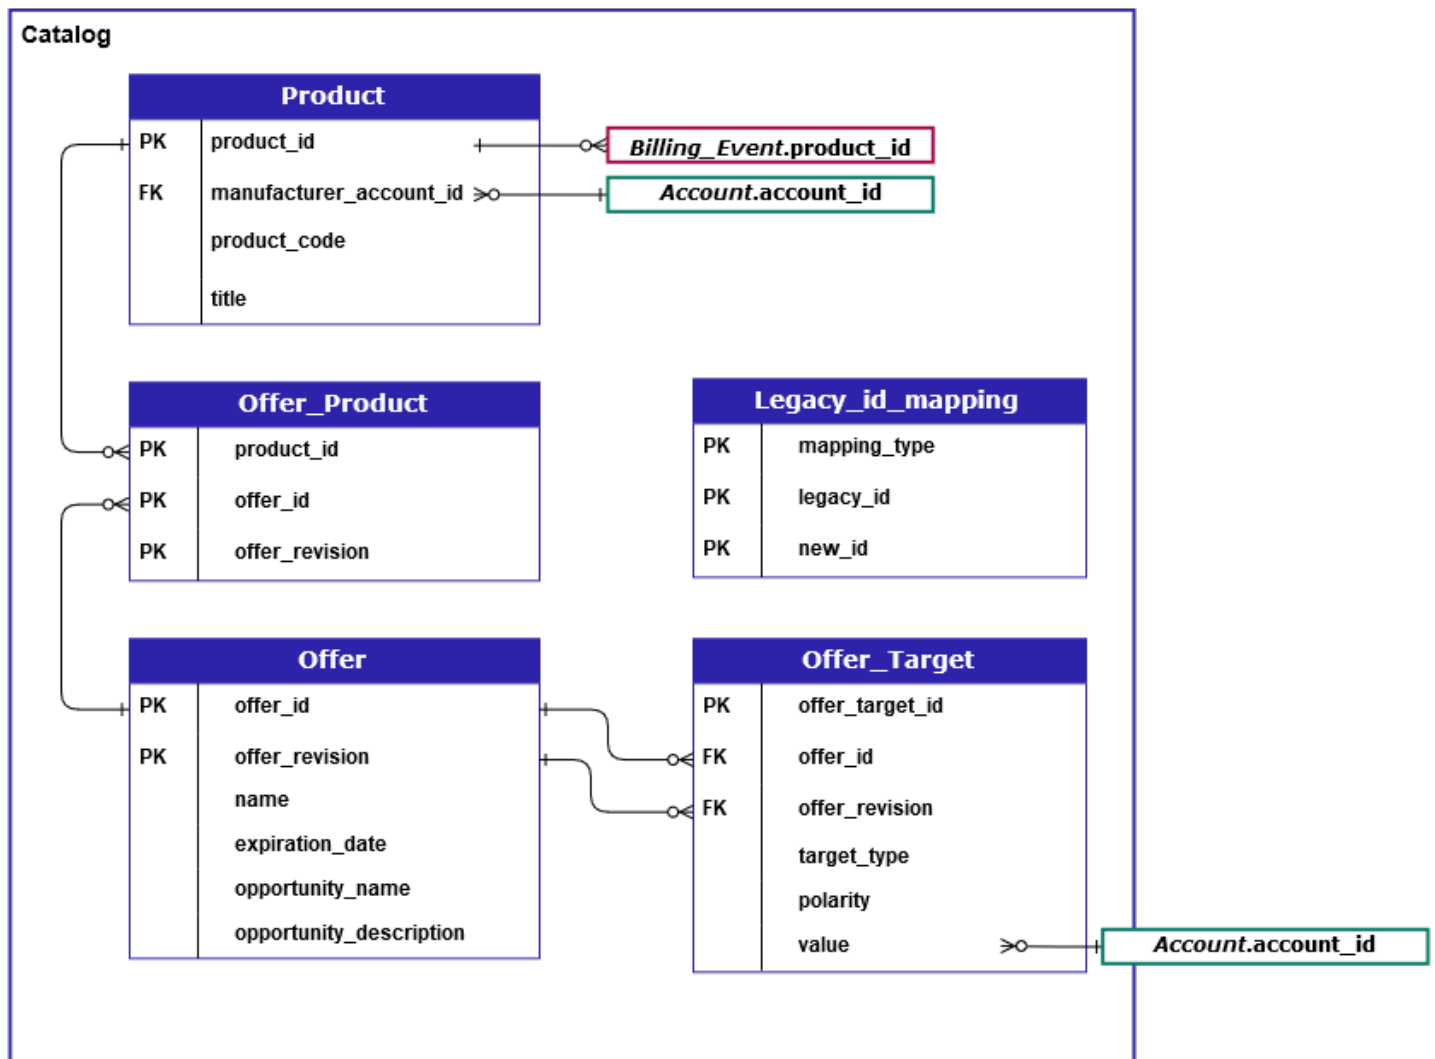 Catalog
Product
PK product_id
Billing_Event.product_id
FK manufacturer_account_id
Account.account_id
product_code
title
Offer_Product
PK product_id
PK offer_id
PK offer_revision
Legacy_id_mapping
PK mapping_type
PK legacy_id
PK new_id
Offer
PK offer_id
PK offer_revision
name
expiration_date
opportunity_name
opportunity_description
Offer_Target
PK offer_target_id
FK offer_id
FK offer_revision
target_type
polarity
value
Account.account_id